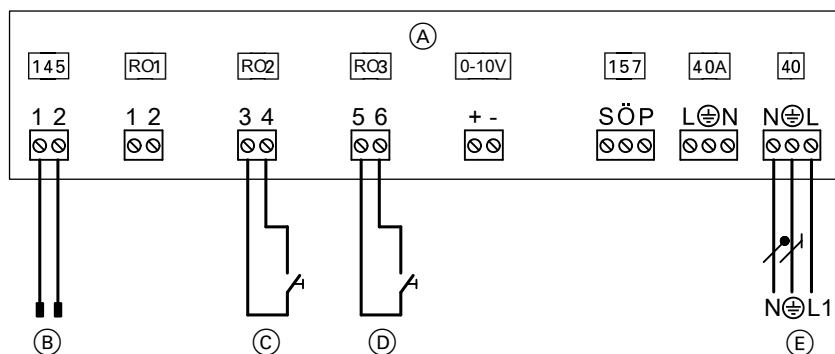 A
145 RO1 RO2 RO3 0-10V 157 40A 40
1 2 1 2 3 4 5 6 + - S Ö P L N N L
N L1
B C D E